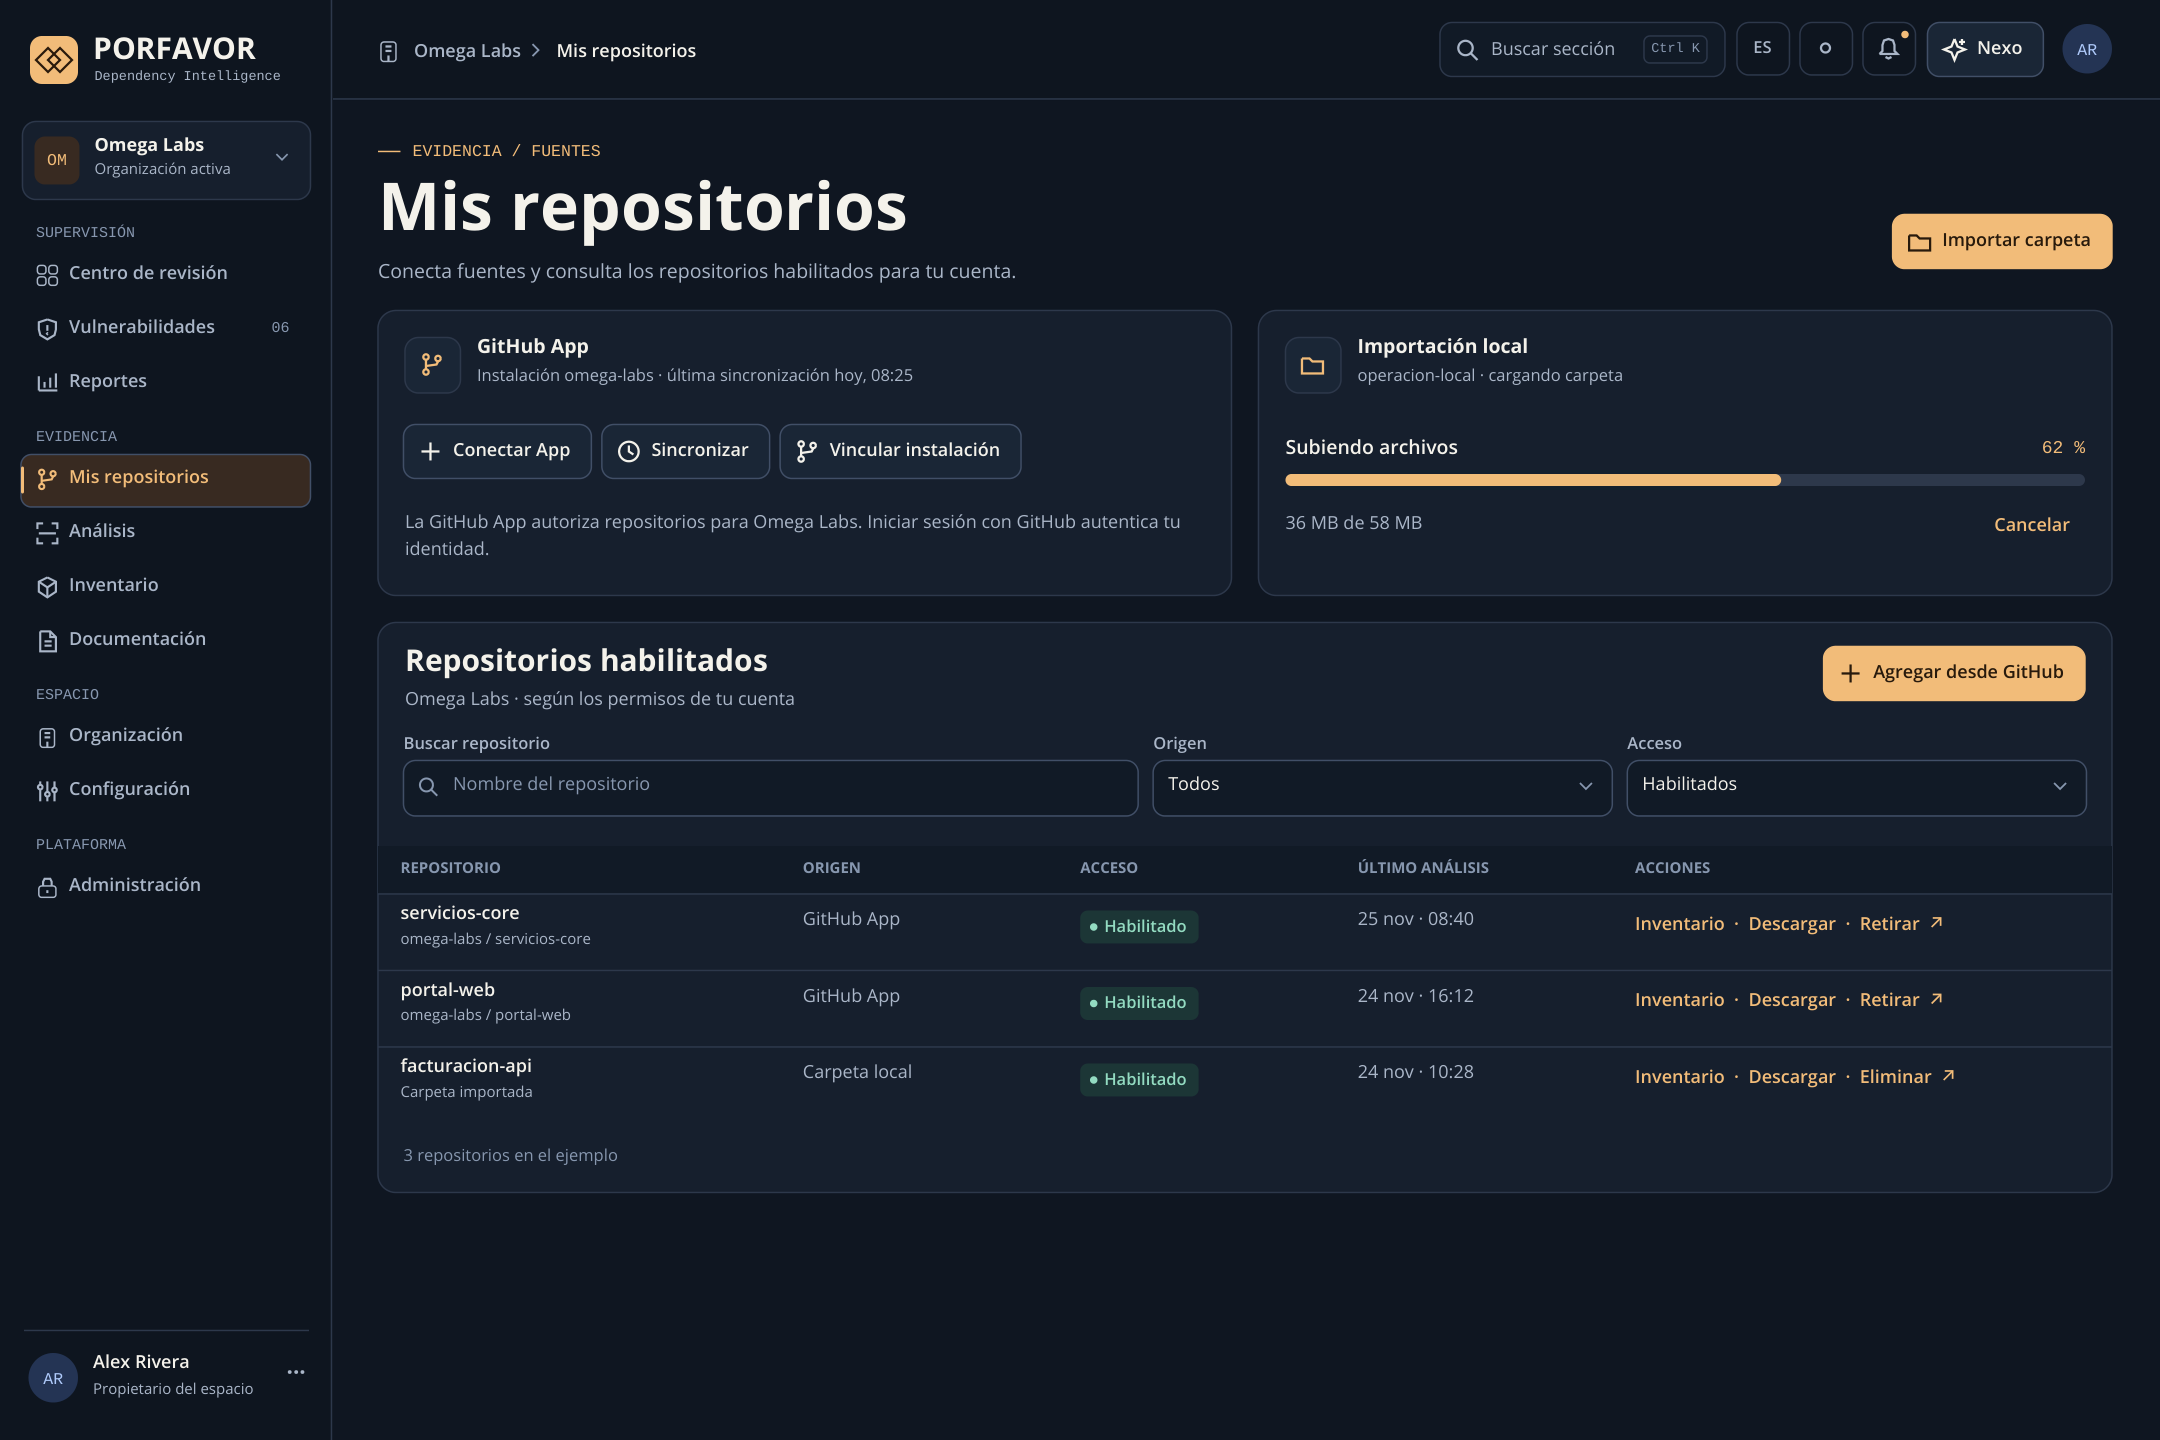 PORFAVOR
Dependency Intelligence
OM
Omega Labs
Organización activa
SUPERVISIÓN
Centro de revisión
Vulnerabilidades 06
Reportes
EVIDENCIA
Mis repositorios
Análisis
Inventario
Documentación
ESPACIO
Organización
Configuración
PLATAFORMA
Administración
AR
Alex Rivera
Propietario del espacio
Omega Labs > Mis repositorios
Buscar sección Ctrl K
ES
Nexo
AR
EVIDENCIA / FUENTES
Mis repositorios
Conecta fuentes y consulta los repositorios habilitados para tu cuenta.
Importar carpeta
GitHub App
Instalación omega-labs · última sincronización hoy, 08:25
Conectar App
Sincronizar
Vincular instalación
La GitHub App autoriza repositorios para Omega Labs. Iniciar sesión con GitHub autentica tu
identidad.
Importación local
operacion-local · cargando carpeta
Subiendo archivos 62 %
36 MB de 58 MB
Cancelar
Repositorios habilitados
Omega Labs · según los permisos de tu cuenta
Agregar desde GitHub
Buscar repositorio
Nombre del repositorio
Origen
Todos
Acceso
Habilitados
REPOSITORIO ORIGEN ACCESO ÚLTIMO ANÁLISIS ACCIONES
servicios-core
omega-labs / servicios-core
GitHub App
Habilitado
25 nov · 08:40
Inventario · Descargar · Retirar ↗
portal-web
omega-labs / portal-web
GitHub App
Habilitado
24 nov · 16:12
Inventario · Descargar · Retirar ↗
facturacion-api
Carpeta importada
Carpeta local
Habilitado
24 nov · 10:28
Inventario · Descargar · Eliminar ↗
3 repositorios en el ejemplo